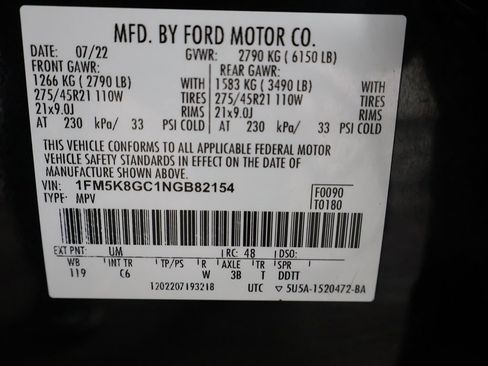 MFD. BY FORD MOTOR CO.
DATE: 07/22 GVWR: 2790 KG ( 6150 LB)
FRONT GAWR: REAR GAWR:
1266 KG ( 2790 LB) WITH 1583 KG ( 3490 LB) WITH
275/45R21 110W TIRES 275/45R21 110W TIRES
21x9.0J RIMS 21x9.0J RIMS
AT 230 kPa/ 33 PSI COLD AT 230 kPa/ 33 PSI COLD
THIS VEHICLE CONFORMS TO ALL APPLICABLE FEDERAL MOTOR
VEHICLE SAFETY STANDARDS IN EFFECT ON THE DATE OF
MANUFACTURE SHOWN ABOVE.
VIN: 1FM5K8GC1NGB82154 F0090
TYPE: MPV T0180
EXT PNT: UM RC: 48 DSO:
WB INT TR TP/PS R AXLE TR SPR
119 C6 W 3B T DDTT
1202207193218 UTC ▽ 5U5A-1520472-BA